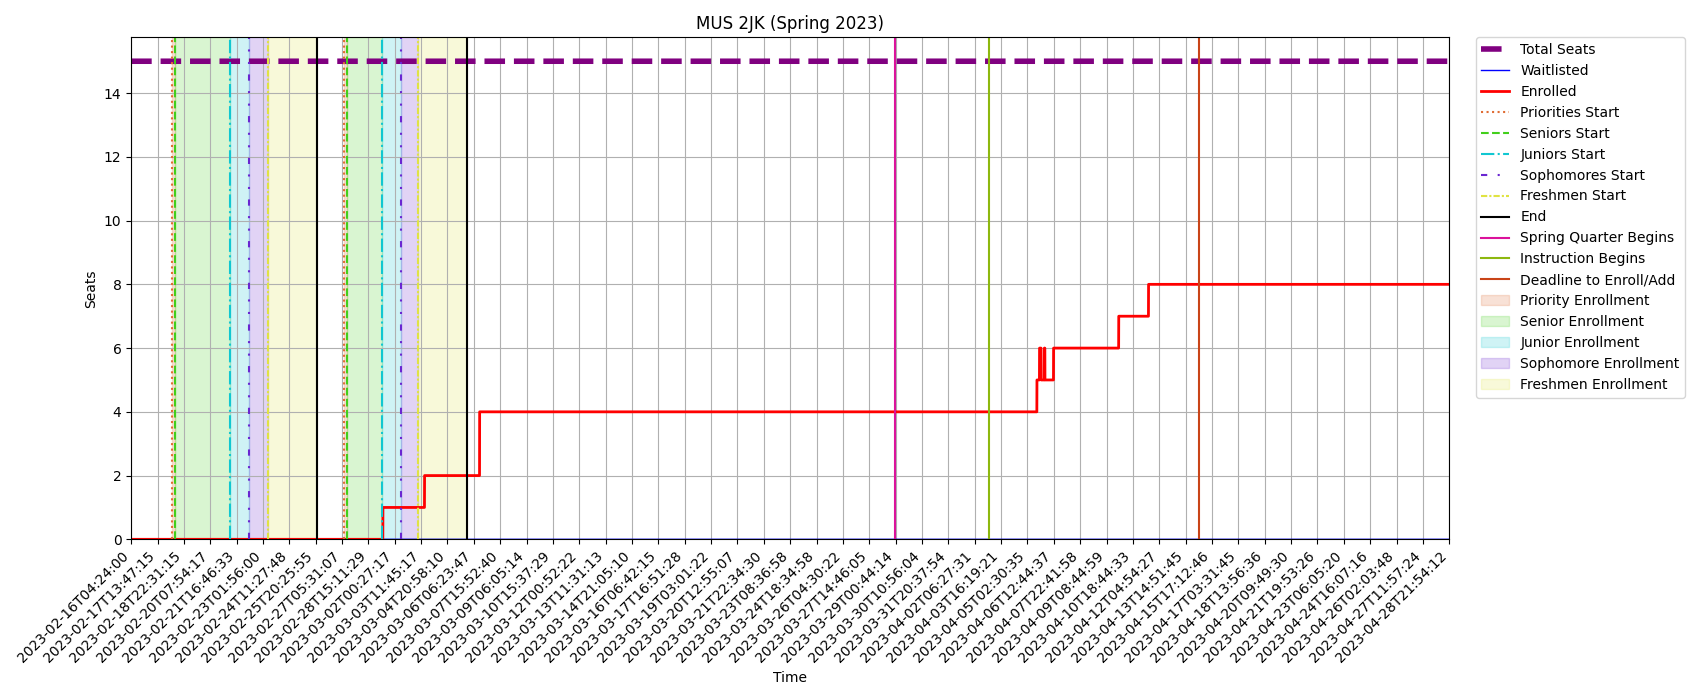 MUS 2JK (Spring 2023)
Seats
14
12
10
8
6
4
2
0
2023-02-16T04:24:00
2023-02-17T13:47:15
2023-02-18T22:31:15
2023-02-20T07:54:17
2023-02-21T16:46:33
2023-02-23T01:56:00
2023-02-24T11:27:48
2023-02-25T20:25:55
2023-02-27T05:31:07
2023-02-28T15:11:29
2023-03-02T00:27:17
2023-03-03T11:45:17
2023-03-04T20:58:10
2023-03-06T06:23:47
2023-03-07T15:52:40
2023-03-09T06:05:14
2023-03-10T15:37:29
2023-03-12T00:52:22
2023-03-13T11:31:13
2023-03-14T21:05:10
2023-03-16T06:42:15
2023-03-17T16:51:28
2023-03-19T03:01:22
2023-03-20T12:55:07
2023-03-21T22:34:30
2023-03-23T08:36:58
2023-03-24T18:34:58
2023-03-26T04:30:22
2023-03-27T14:46:05
2023-03-29T00:44:14
2023-03-30T10:56:04
2023-03-31T20:37:54
2023-04-02T06:27:31
2023-04-03T16:19:21
2023-04-05T02:30:35
2023-04-06T12:44:37
2023-04-07T22:41:58
2023-04-09T08:44:59
2023-04-10T18:44:33
2023-04-12T04:54:27
2023-04-13T14:51:45
2023-04-15T17:12:46
2023-04-17T03:31:45
2023-04-18T13:56:36
2023-04-20T09:49:30
2023-04-21T19:53:26
2023-04-23T06:05:20
2023-04-24T16:07:16
2023-04-26T02:03:48
2023-04-27T11:57:24
2023-04-28T21:54:12
Time
Total Seats
Waitlisted
Enrolled
Priorities Start
Seniors Start
Juniors Start
Sophomores Start
Freshmen Start
End
Spring Quarter Begins
Instruction Begins
Deadline to Enroll/Add
Priority Enrollment
Senior Enrollment
Junior Enrollment
Sophomore Enrollment
Freshmen Enrollment